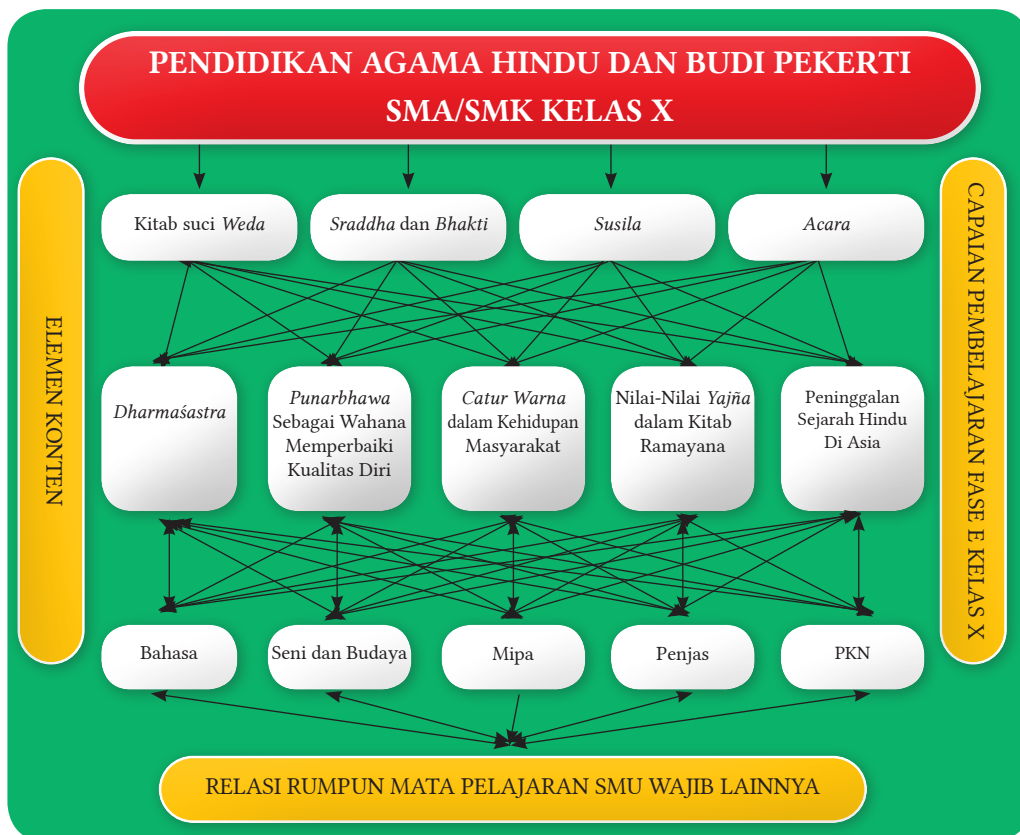 PENDIDIKAN AGAMA HINDU DAN BUDI PEKERTI
SMA/SMK KELAS X
ELEMEN KONTEN
CAPAIAN PEMBELAJARAN FASE E KELAS X
Kitab suci Weda
Sraddha dan Bhakti
Susila
Acara
Dharmaśastra
Punarbhawa
Sebagai Wahana
Memperbaiki
Kualitas Diri
Catur Warna
dalam Kehidupan
Masyarakat
Nilai-Nilai Yajña
dalam Kitab
Ramayana
Peninggalan
Sejarah Hindu
Di Asia
Bahasa
Seni dan Budaya
Mipa
Penjas
PKN
RELASI RUMPUN MATA PELAJARAN SMU WAJIB LAINNYA